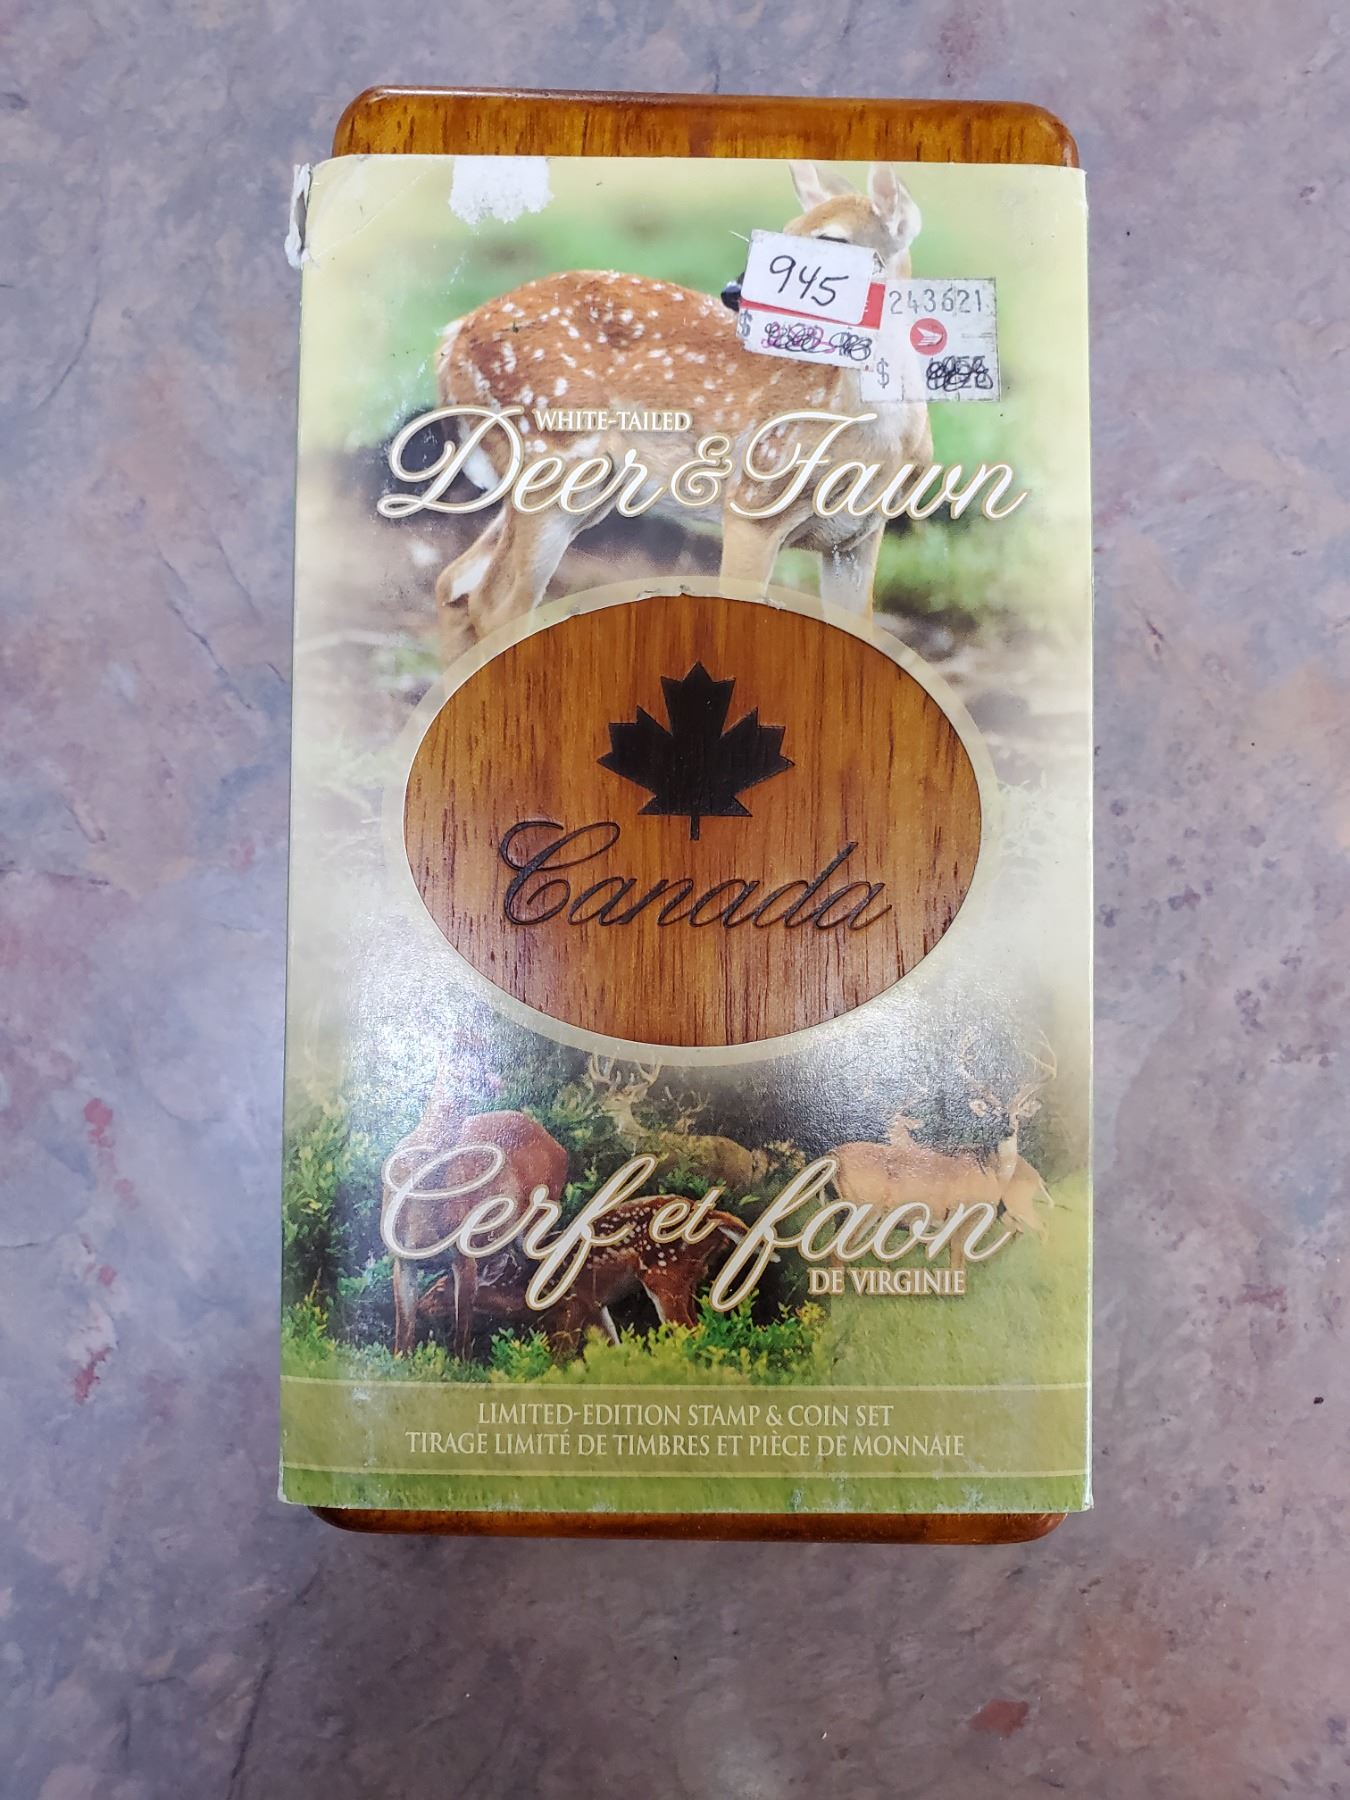 945
243621
$
$
WHITE-TAILED
Deer & Fawn
Canada
Cerf et faon
DE VIRGINIE
LIMITED-EDITION STAMP & COIN SET
TIRAGE LIMITÉ DE TIMBRES ET PIÈCE DE MONNAIE